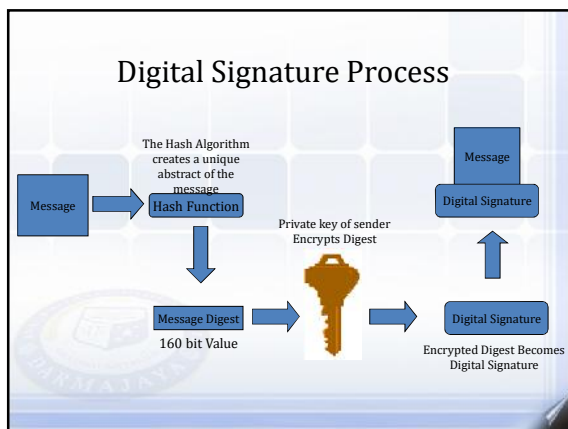 Digital Signature Process
The Hash Algorithm
creates a unique
abstract of the
message
Message
Hash Function
Private key of sender
Encrypts Digest
Message
Digital Signature
Message Digest
160 bit Value
Digital Signature
Encrypted Digest Becomes
Digital Signature
DARMAJAYA